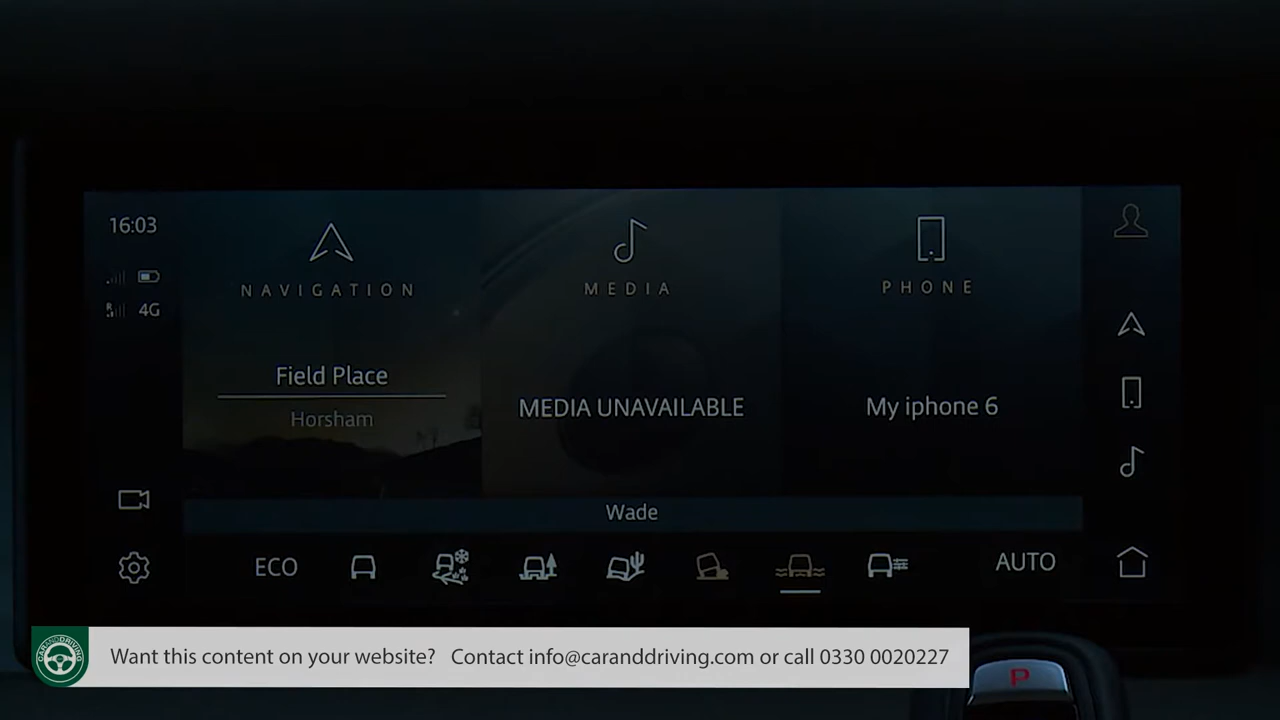 16:03
NAVIGATION
MEDIA
PHONE
4G
Field Place
Horsham
MEDIA UNAVAILABLE
My iphone 6
Wade
ECO
AUTO
CARANDDRIVING
Want this content on your website? Contact info@caranddriving.com or call 0330 0020227
P